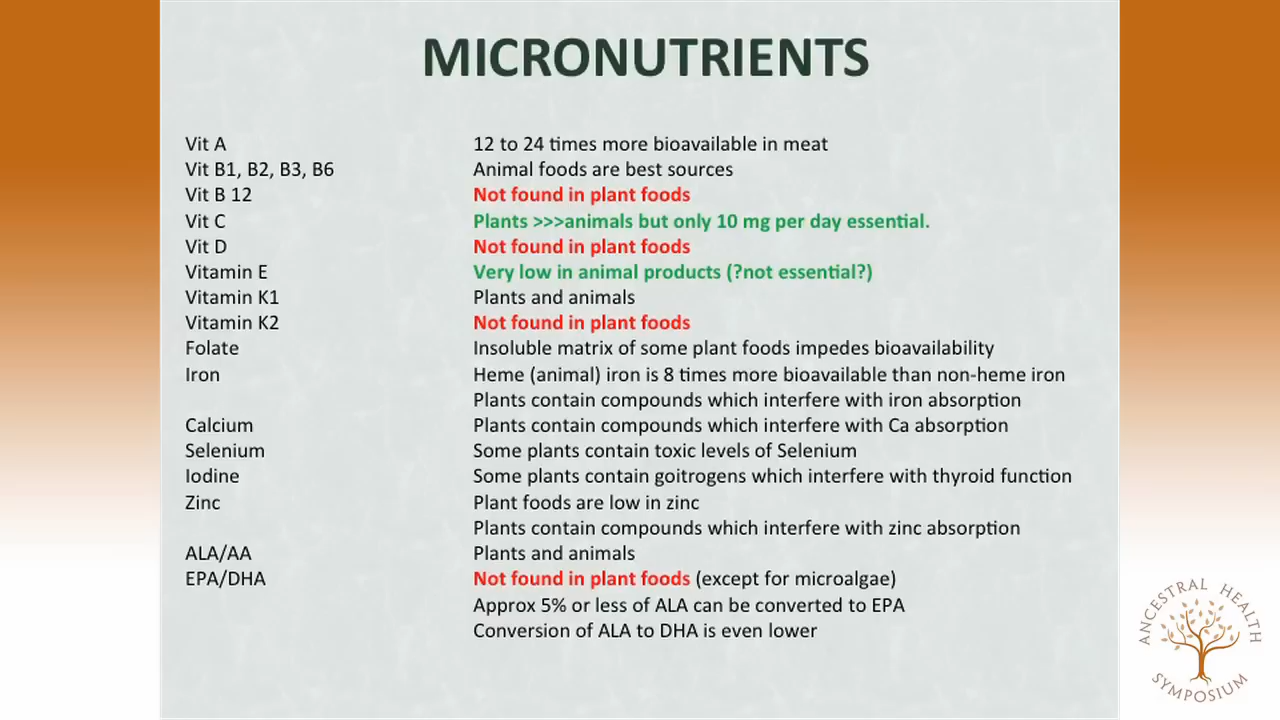 MICRONUTRIENTS
Vit A 12 to 24 times more bioavailable in meat
Vit B1, B2, B3, B6 Animal foods are best sources
Vit B 12 Not found in plant foods
Vit C Plants >>>animals but only 10 mg per day essential.
Vit D Not found in plant foods
Vitamin E Very low in animal products (?not essential?)
Vitamin K1 Plants and animals
Vitamin K2 Not found in plant foods
Folate Insoluble matrix of some plant foods impedes bioavailability
Iron Heme (animal) iron is 8 times more bioavailable than non-heme iron
Plants contain compounds which interfere with iron absorption
Calcium Plants contain compounds which interfere with Ca absorption
Selenium Some plants contain toxic levels of Selenium
Iodine Some plants contain goitrogens which interfere with thyroid function
Zinc Plant foods are low in zinc
Plants contain compounds which interfere with zinc absorption
ALA/AA Plants and animals
EPA/DHA Not found in plant foods (except for microalgae)
Approx 5% or less of ALA can be converted to EPA
Conversion of ALA to DHA is even lower
ANCESTRAL HEALTH
SYMPOSIUM